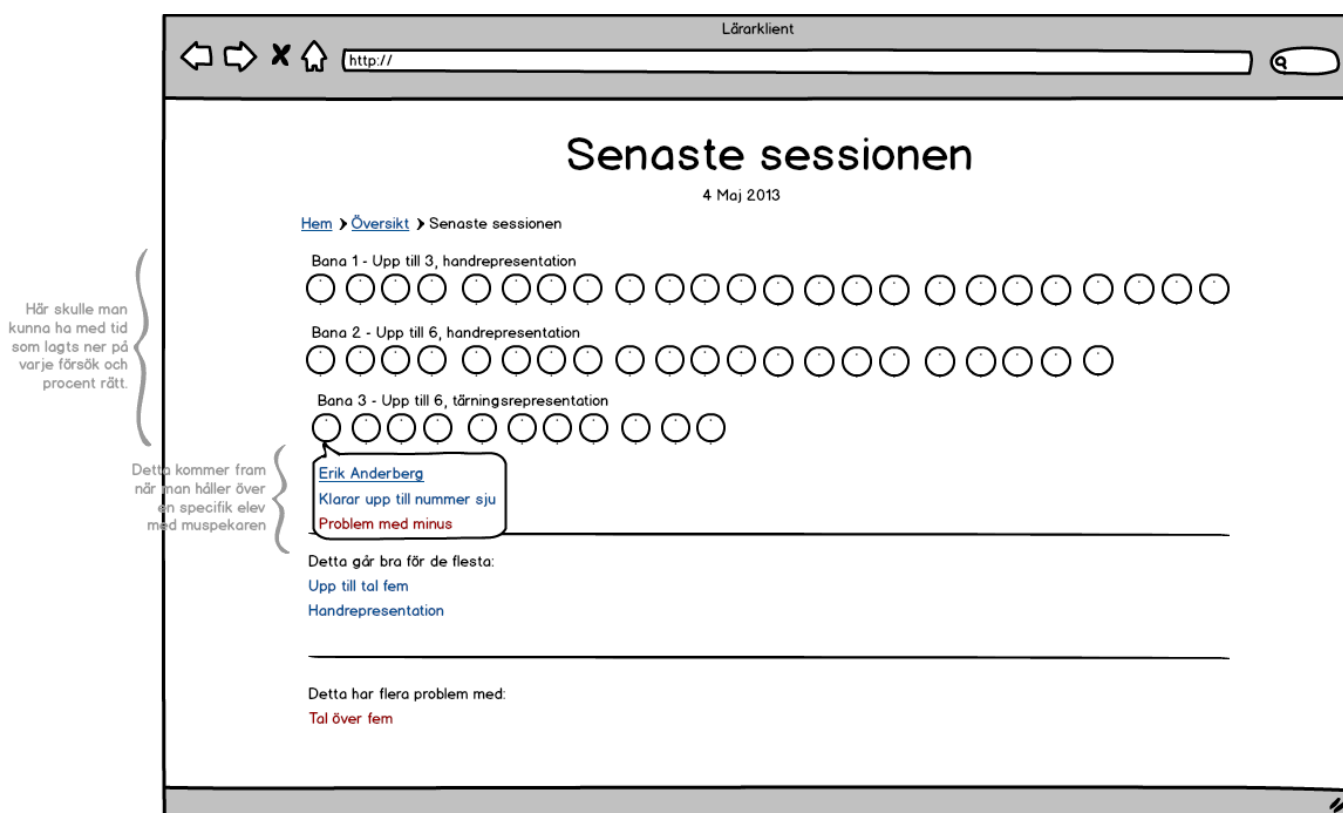 Lärarklient
http://
Senaste sessionen
4 Maj 2013
Hem > Översikt > Senaste sessionen
Bana 1 - Upp till 3, handrepresentation
Här skulle man
kunna ha med tid
som lagts ner på
varje försök och
procent rätt.
Bana 2 - Upp till 6, handrepresentation
Bana 3 - Upp till 6, tärningsrepresentation
Detta kommer fram
när man håller över
en specifik elev
med muspekaren
Erik Anderberg
Klarar upp till nummer sju
Problem med minus
Detta går bra för de flesta:
Upp till tal fem
Handrepresentation
Detta har flera problem med:
Tal över fem